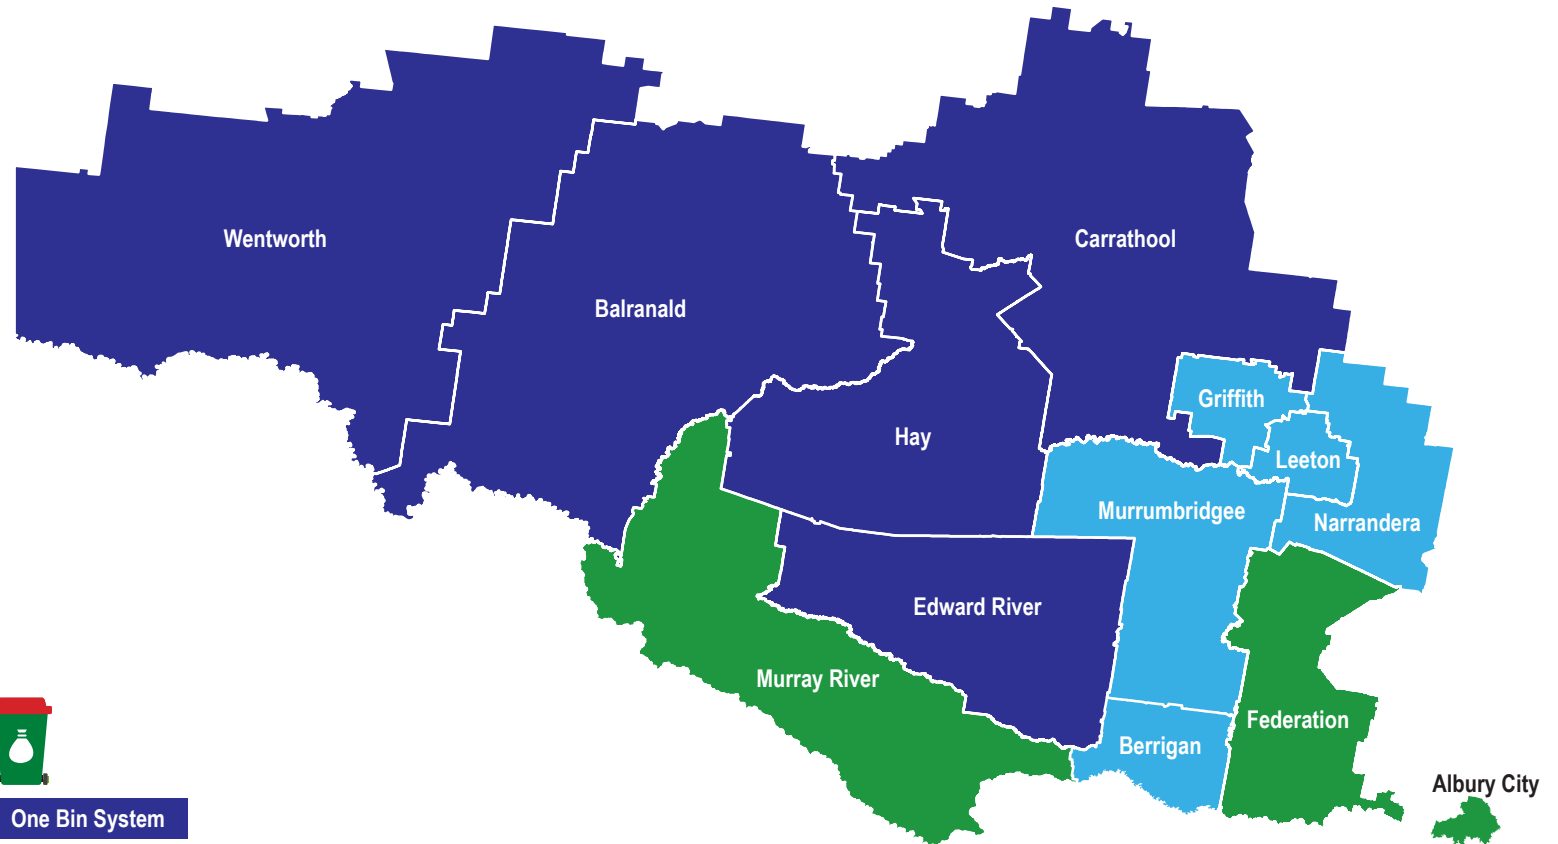 Wentworth
Carrathool
Balranald
Griffith
Hay
Leeton
Murrumbridgee
Narrandera
Edward River
Murray River
Federation
Berrigan
Albury City
One Bin System